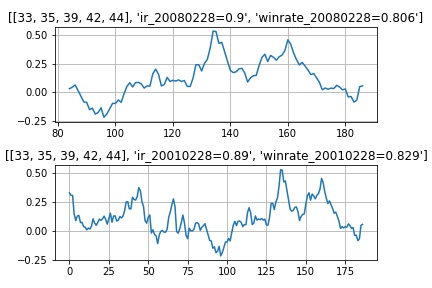 [[33, 35, 39, 42, 44], 'ir_20080228=0.9', 'winrate_20080228=0.806']
0.50
0.25
0.00
−0.25
80 100 120 140 160 180
[[33, 35, 39, 42, 44], 'ir_20010228=0.89', 'winrate_20010228=0.829']
0.50
0.25
0.00
−0.25
0 25 50 75 100 125 150 175